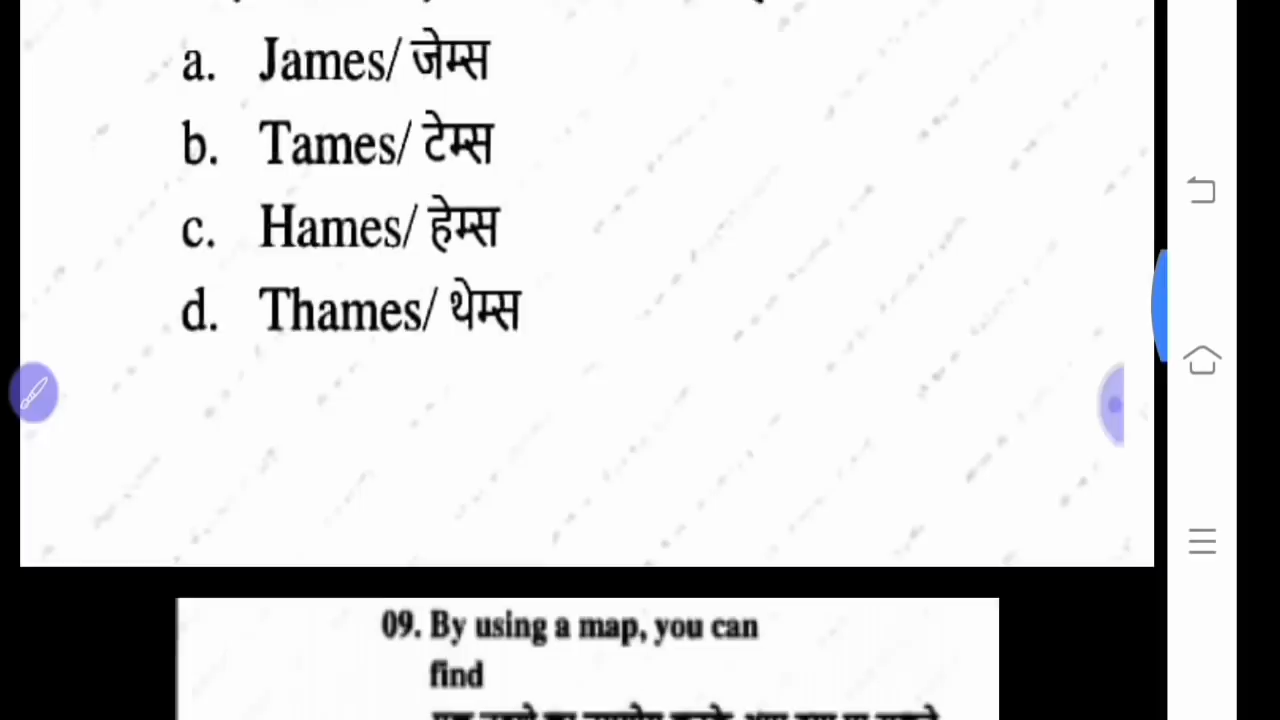 a. James/ जेम्स
b. Tames/ टेम्स
c. Hames/ हेम्स
d. Thames/ थेम्स
09. By using a map, you can
find